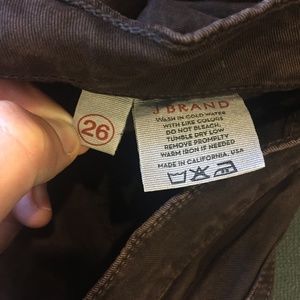 26
J BRAND
WASH IN COLD WATER
WITH LIKE COLORS
DO NOT BLEACH,
TUMBLE DRY LOW
REMOVE PROMPTLY
WARM IRON IS NEEDED
MADE IN CALIFORNIA, USA